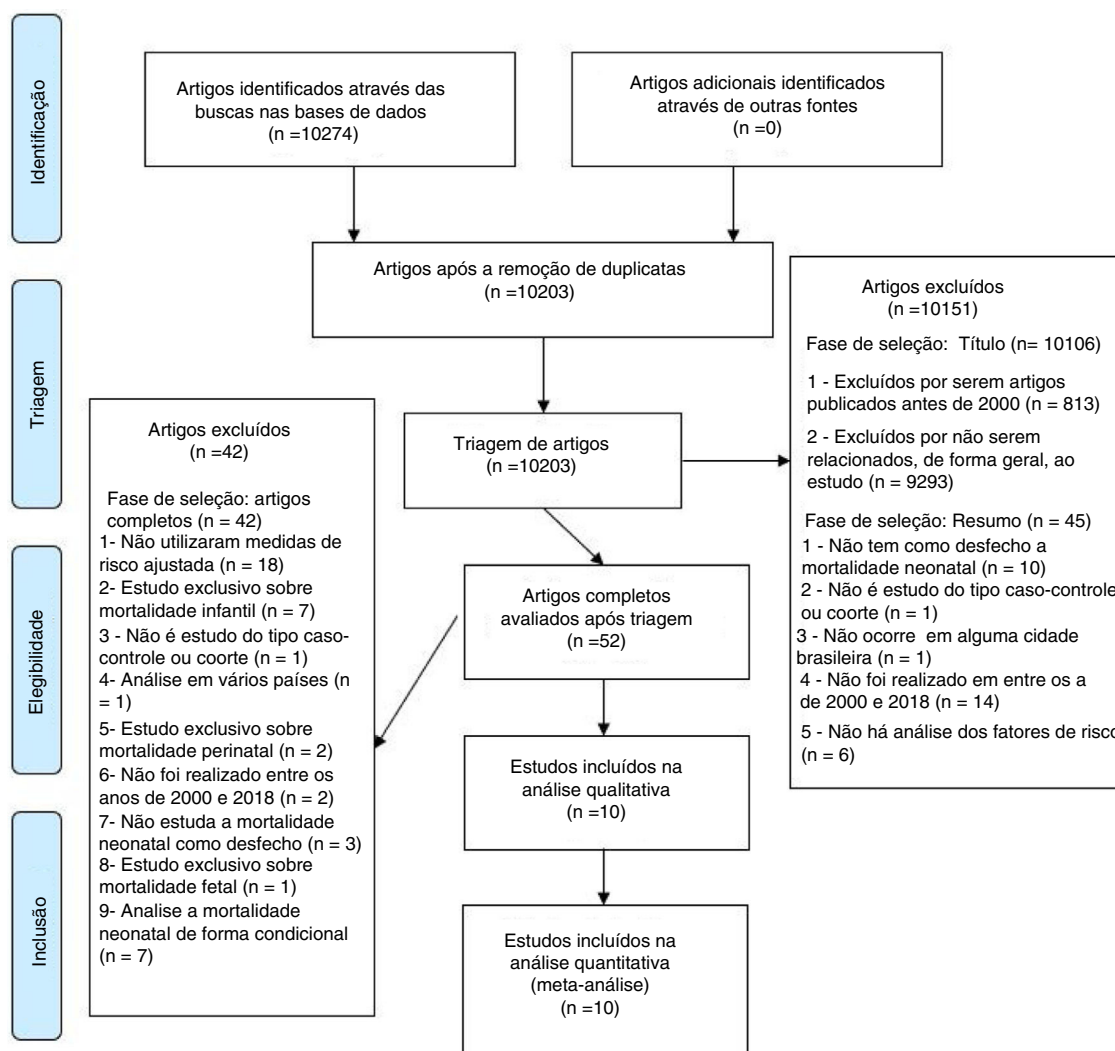 Identificação
Artigos identificados através das
buscas nas bases de dados
(n =10274)
Artigos adicionais identificados
através de outras fontes
(n =0)
Artigos após a remoção de duplicatas
(n =10203)
Triagem
Triagem de artigos
(n =10203)
Artigos excluídos
(n =10151)
Fase de seleção: Título (n= 10106)
1 - Excluídos por serem artigos
publicados antes de 2000 (n = 813)
2 - Excluídos por não serem
relacionados, de forma geral, ao
estudo (n = 9293)
Fase de seleção: Resumo (n = 45)
1 - Não tem como desfecho a
mortalidade neonatal (n = 10)
2 - Não é estudo do tipo caso-controle
ou coorte (n = 1)
3 - Não ocorre em alguma cidade
brasileira (n = 1)
4 - Não foi realizado em entre os a
de 2000 e 2018 (n = 14)
5 - Não há análise dos fatores de risco
(n = 6)
Artigos excluídos
(n =42)
Fase de seleção: artigos
completos (n = 42)
1- Não utilizaram medidas de
risco ajustada (n = 18)
2- Estudo exclusivo sobre
mortalidade infantil (n = 7)
3 - Não é estudo do tipo caso-
controle ou coorte (n = 1)
4- Análise em vários países (n
= 1)
5- Estudo exclusivo sobre
mortalidade perinatal (n = 2)
6- Não foi realizado entre os
anos de 2000 e 2018 (n = 2)
7- Não estuda a mortalidade
neonatal como desfecho (n = 3)
8- Estudo exclusivo sobre
mortalidade fetal (n = 1)
9- Analise a mortalidade
neonatal de forma condicional
(n = 7)
Elegibilidade
Artigos completos
avaliados após triagem
(n =52)
Estudos incluídos na
análise qualitativa
(n =10)
Inclusão
Estudos incluídos na
análise quantitativa
(meta-análise)
(n =10)